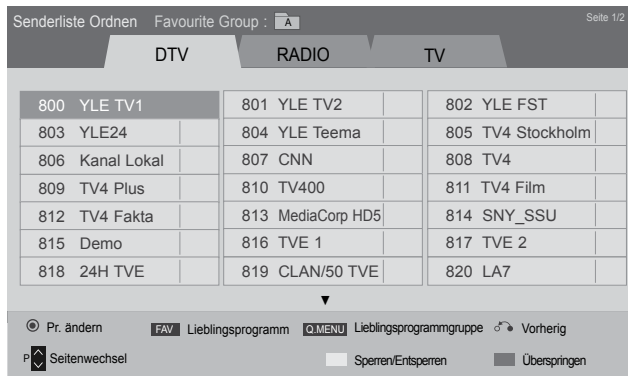 Senderliste Ordnen Favourite Group : A
Seite 1/2
DTV RADIO TV
800 YLE TV1 801 YLE TV2 802 YLE FST
803 YLE24 804 YLE Teema 805 TV4 Stockholm
806 Kanal Lokal 807 CNN 808 TV4
809 TV4 Plus 810 TV400 811 TV4 Film
812 TV4 Fakta 813 MediaCorp HD5 814 SNY_SSU
815 Demo 816 TVE 1 817 TVE 2
818 24H TVE 819 CLAN/50 TVE 820 LA7
Pr. ändern FAV Lieblingsprogramm Q.MENU Lieblingsprogrammgruppe Vorherig
P Seitenwechsel Sperren/Entsperren Überspringen